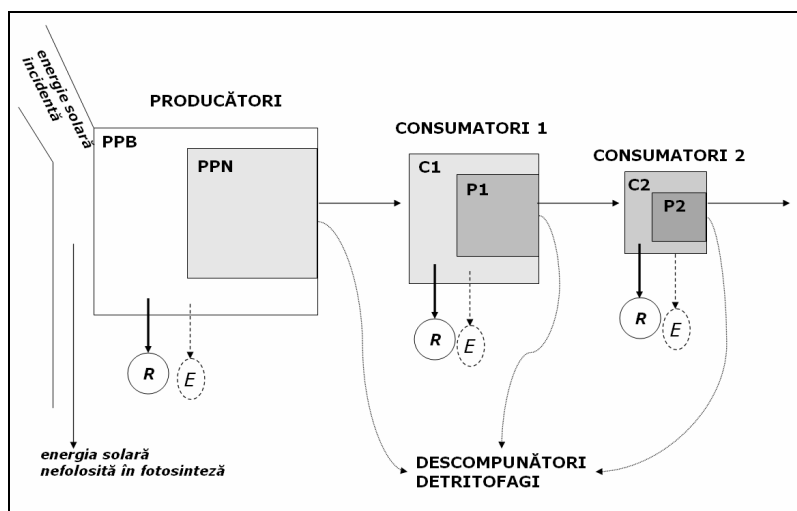 energie solară
incidentă
PRODUCĂTORI
PPB
PPN
CONSUMATORI 1
C1
P1
CONSUMATORI 2
C2
P2
R
E
R
E
R
E
energia solară
nefolosită în fotosinteză
DESCOMPUNĂTORI
DETRITOFAGI